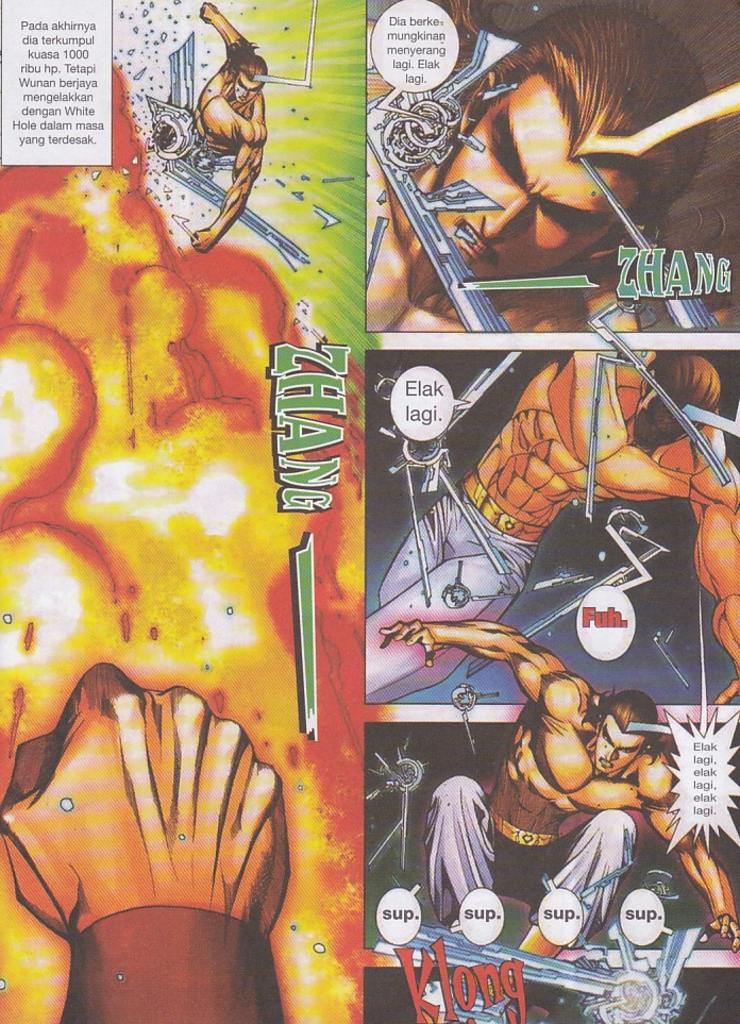 Pada akhirnya
dia terkumpul
kuasa 1000
ribu hp. Tetapi
Wunan berjaya
mengelakkan
dengan White
Hole dalam masa
yang terdesak.
ZHANG
Dia berke-
mungkinan
menyerang
lagi. Elak
lagi.
ZHANG
Elak
lagi.
Fuh.
Elak
lagi,
elak
lagi,
elak
lagi.
sup. sup. sup. sup.
Klong